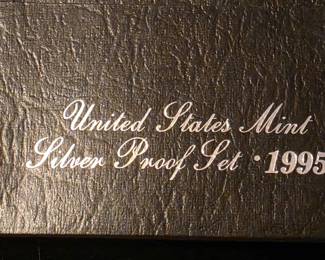 United States Mint
Silver Proof Set · 1995